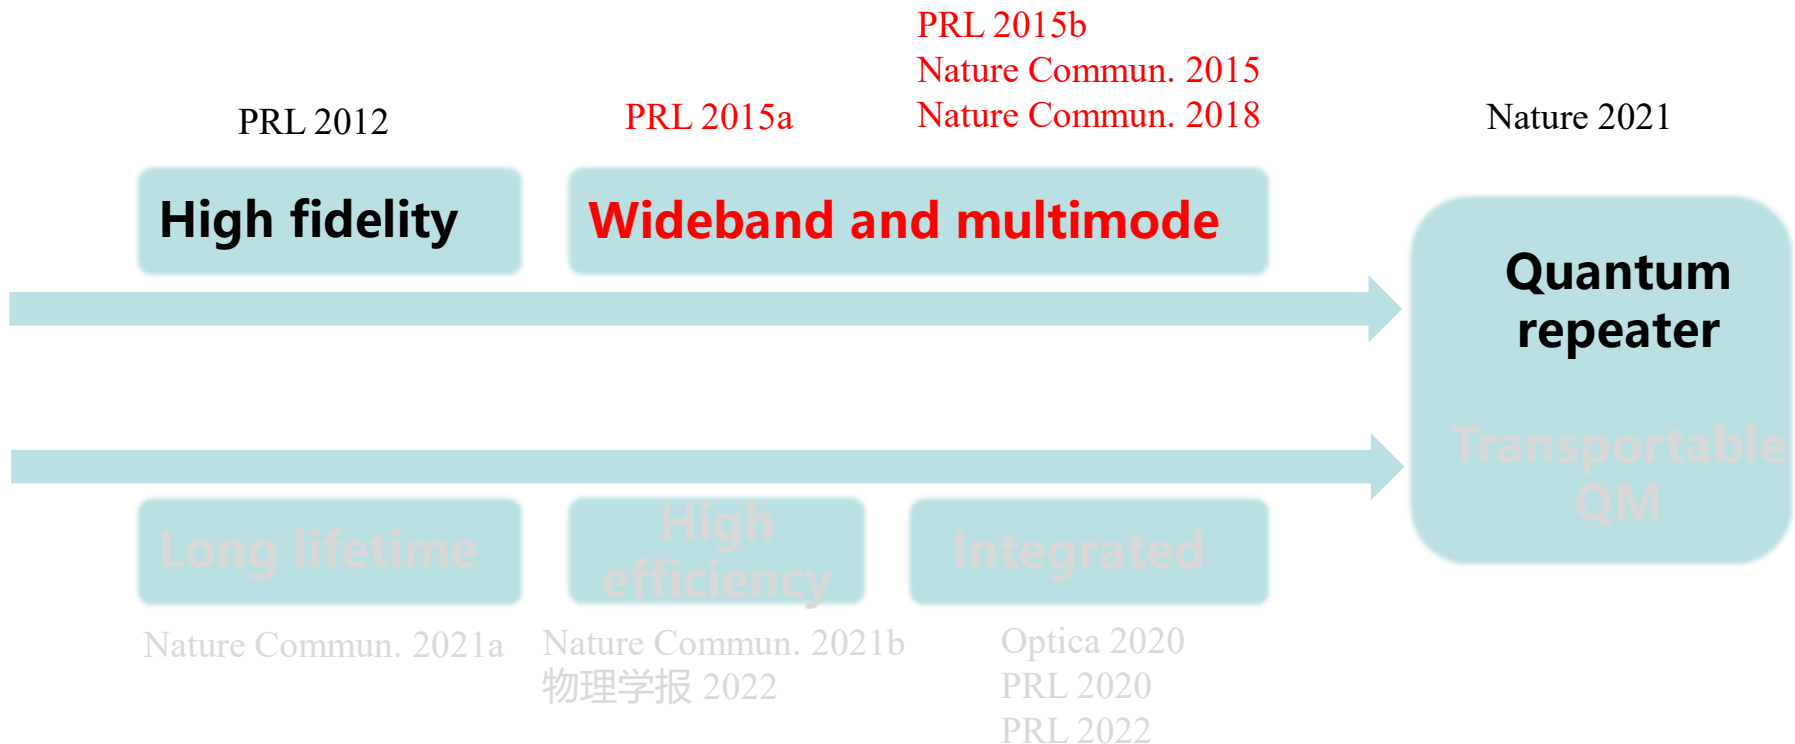 PRL 2015b
Nature Commun. 2015
Nature Commun. 2018
PRL 2012
PRL 2015a
Nature 2021
High fidelity
Wideband and multimode
Quantum
repeater
Transportable
QM
Long lifetime
High
efficiency
Integrated
Nature Commun. 2021a
Nature Commun. 2021b
物理学报 2022
Optica 2020
PRL 2020
PRL 2022